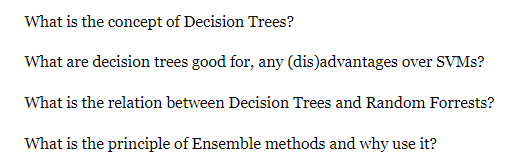 What is the concept of Decision Trees?
What are decision trees good for, any (dis)advantages over SVMs?
What is the relation between Decision Trees and Random Forrests?
What is the principle of Ensemble methods and why use it?